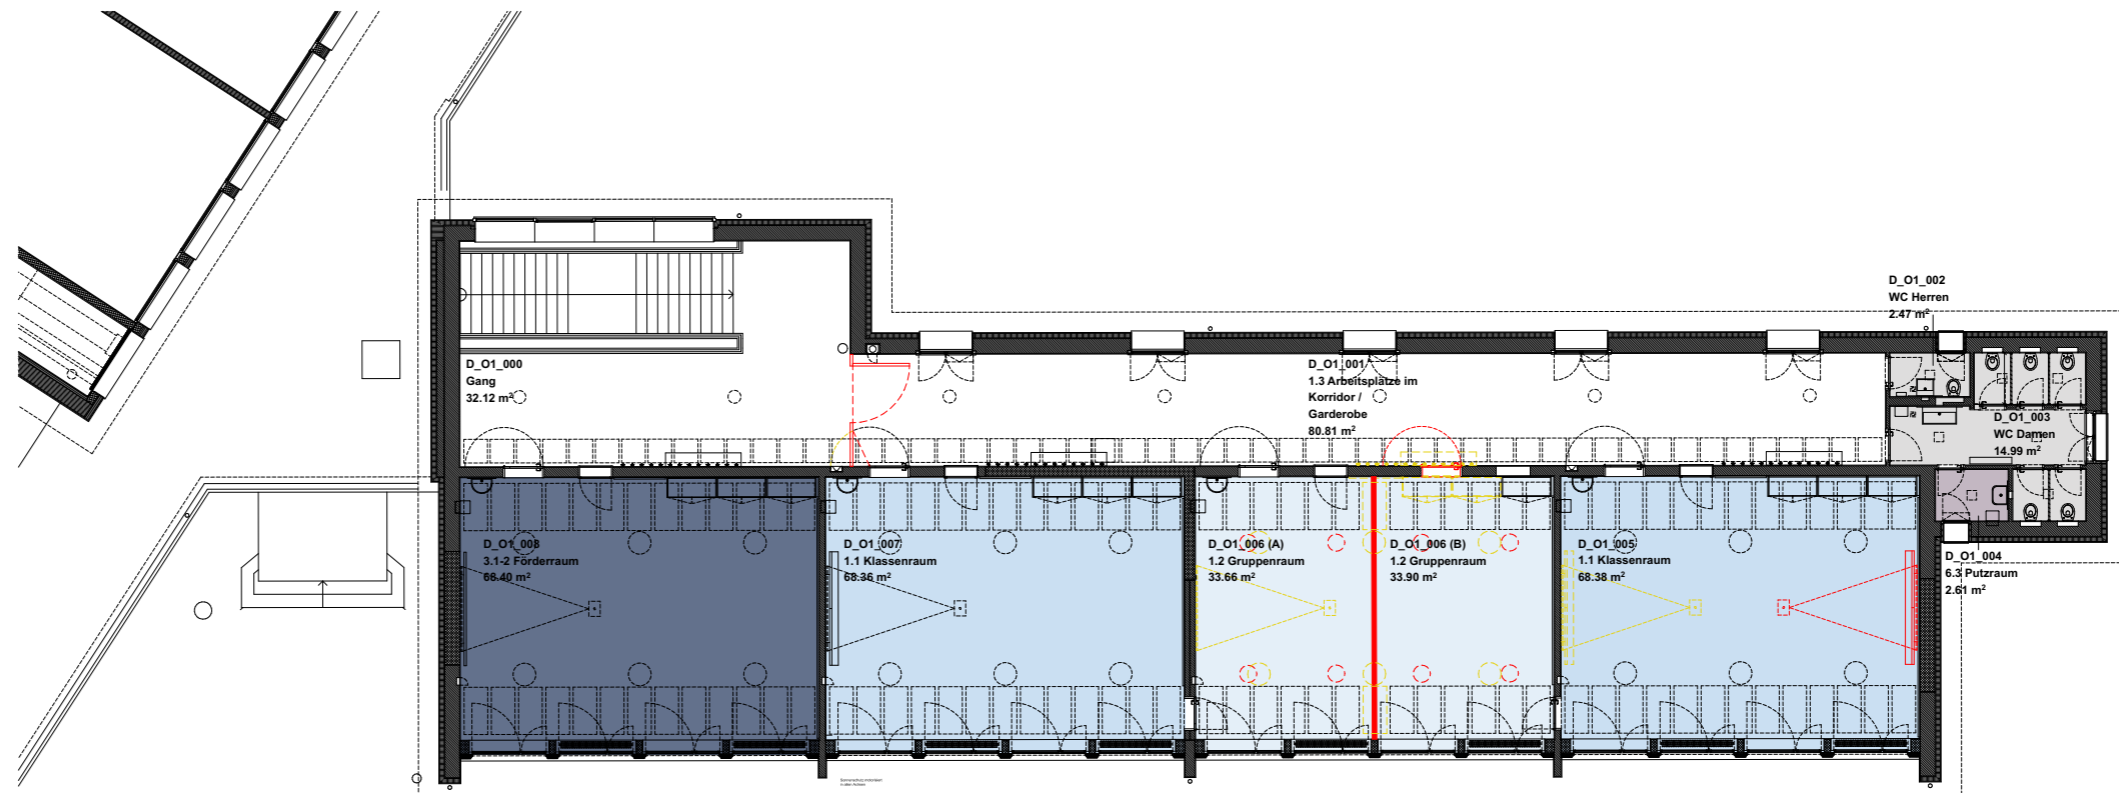 D_O1_002
WC Herren
2.47 m²
D_O1_000
Gang
32.12 m²
D_O1_001
1.3 Arbeitsplätze im
Korridor /
Garderobe
80.81 m²
D_O1_003
WC Damen
14.99 m²
D_O1_008
3.1-2 Förderraum
68.40 m²
D_O1_007
1.1 Klassenraum
68.36 m²
D_O1_006 (A)
1.2 Gruppenraum
33.66 m²
D_O1_006 (B)
1.2 Gruppenraum
33.90 m²
D_O1_005
1.1 Klassenraum
68.38 m²
D_O1_004
6.3 Putzraum
2.61 m²